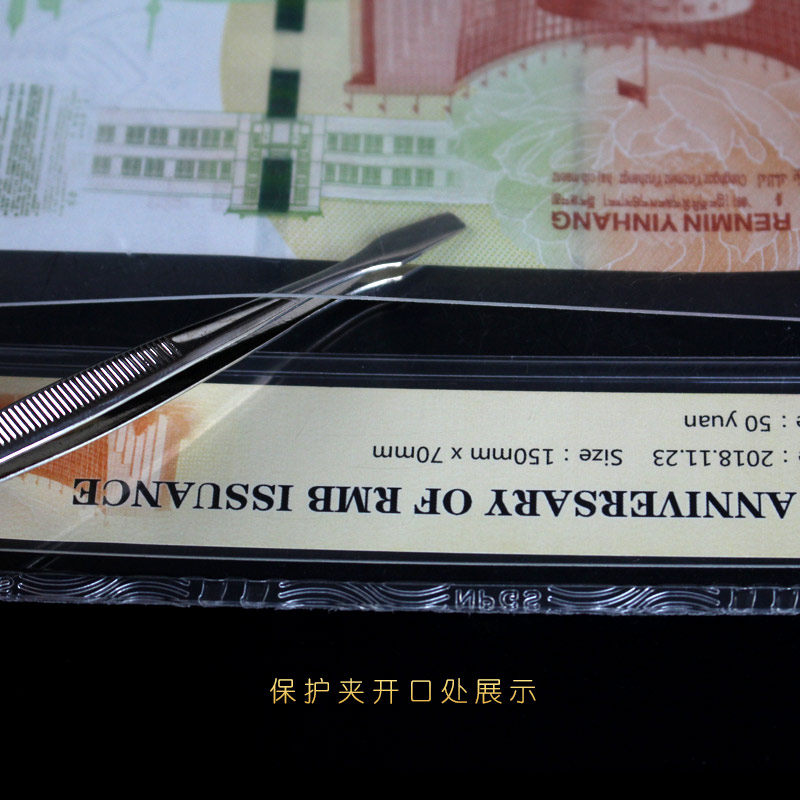 RENMIN YINHANG
ANNIVERSARY OF RMB ISSUANCE
: 2018.11.23 Size : 150mm x 70mm
e : 50 yuan
保护夹开口处展示